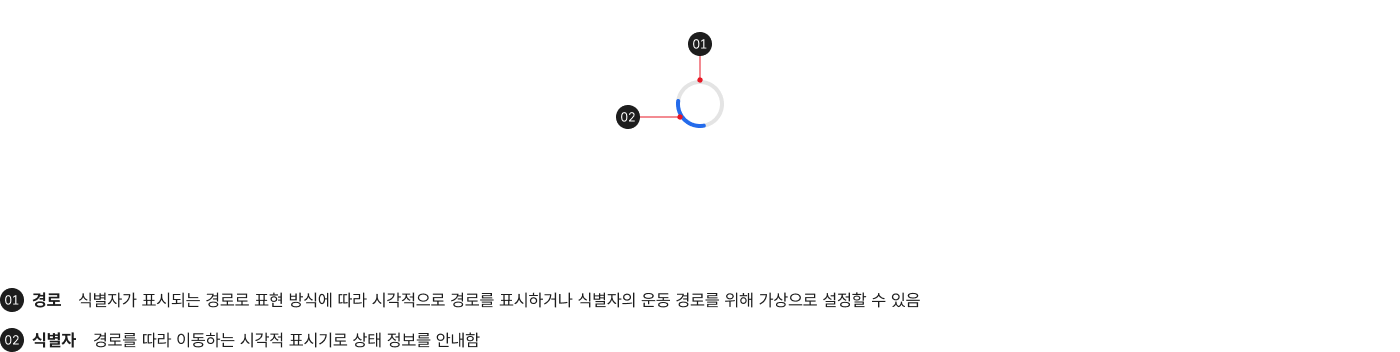 01
02
01 경로 식별자가 표시되는 경로로 표현 방식에 따라 시각적으로 경로를 표시하거나 식별자의 운동 경로를 위해 가상으로 설정할 수 있음
02 식별자 경로를 따라 이동하는 시각적 표시기로 상태 정보를 안내함